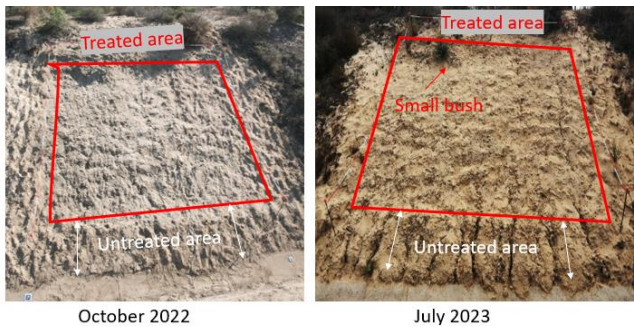 Treated area
Untreated area
October 2022
Treated area
Small bush
Untreated area
July 2023